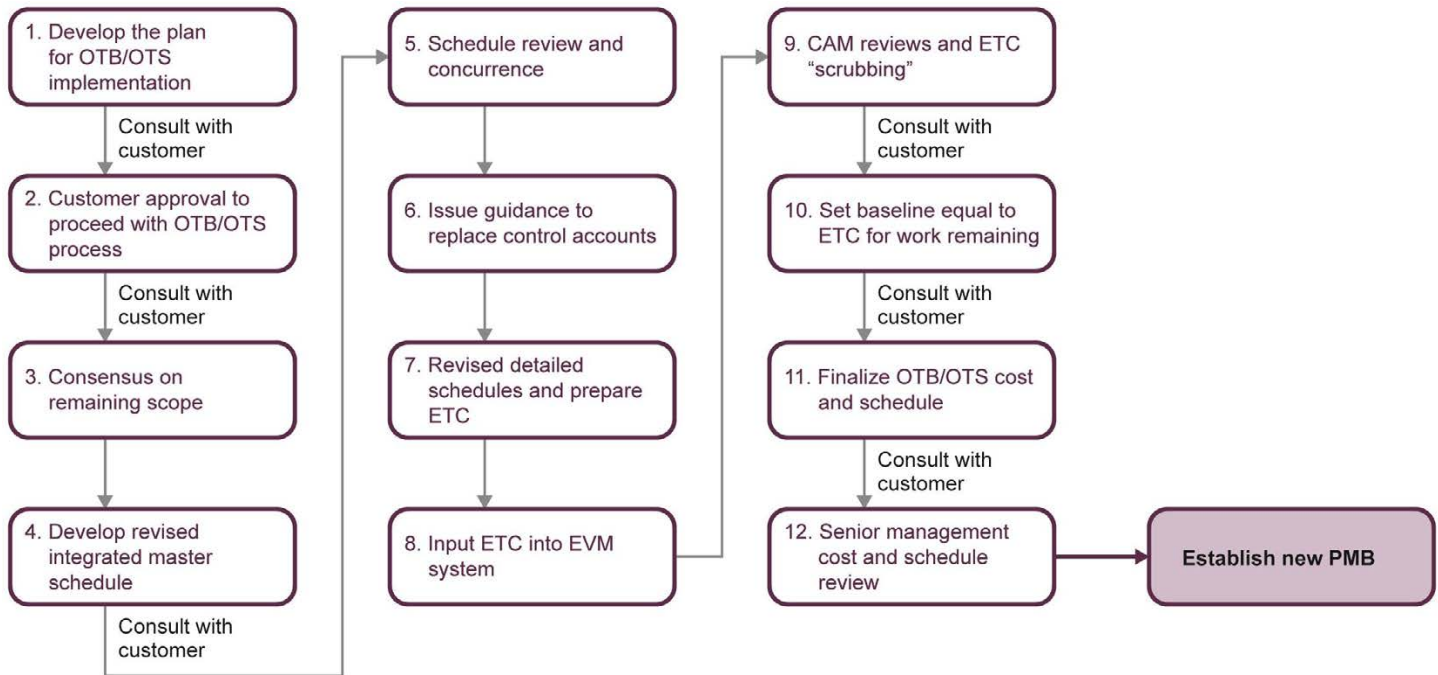 1. Develop the plan
for OTB/OTS
implementation
Consult with
customer
2. Customer approval to
proceed with OTB/OTS
process
Consult with
customer
3. Consensus on
remaining scope
4. Develop revised
integrated master
schedule
Consult with
customer
5. Schedule review and
concurrence
6. Issue guidance to
replace control accounts
7. Revised detailed
schedules and prepare
ETC
8. Input ETC into EVM
system
9. CAM reviews and ETC
“scrubbing”
Consult with
customer
10. Set baseline equal to
ETC for work remaining
Consult with
customer
11. Finalize OTB/OTS cost
and schedule
Consult with
customer
12. Senior management
cost and schedule
review
Establish new PMB